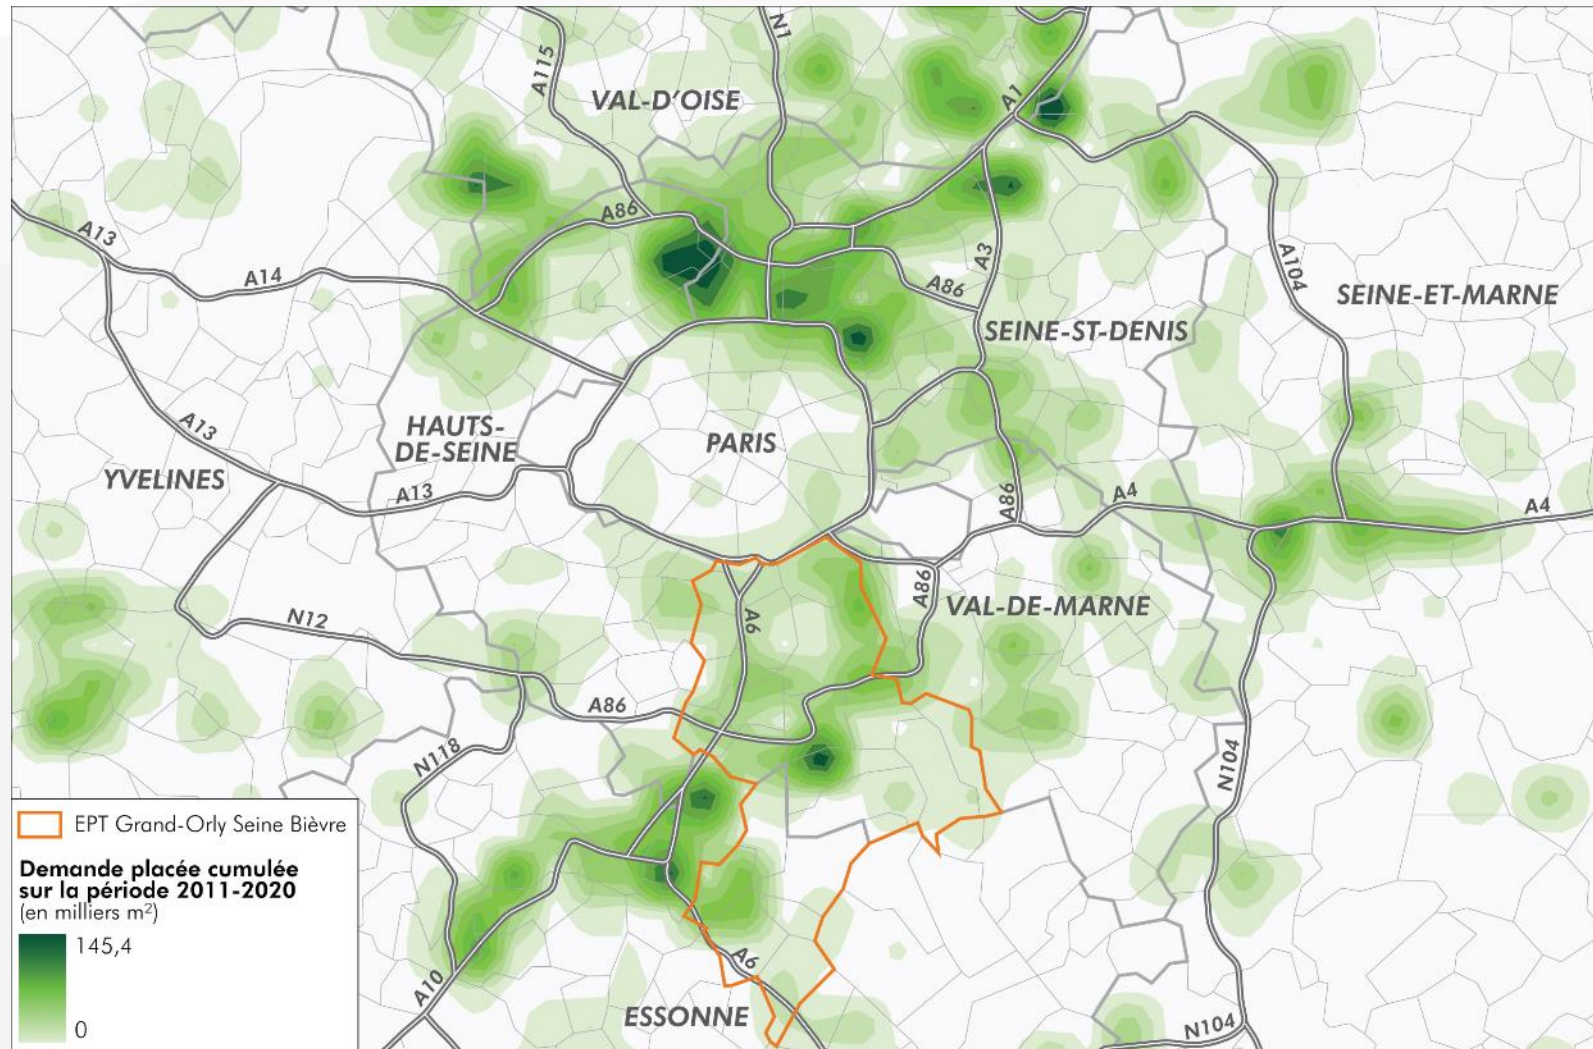 N1
A115
VAL-D'OISE
A1
A86
A13
A14
A3
A104
A86
SEINE-ET-MARNE
SEINE-ST-DENIS
HAUTS-
DE-SEINE
PARIS
A13
YVELINES
A13
A86
A4
A4
A86
VAL-DE-MARNE
A6
N12
A86
N118
N104
EPT Grand-Orly Seine Bièvre
Demande placée cumulée
sur la période 2011-2020
(en milliers m²)
145,4
0
A10
A6
ESSONNE
N104